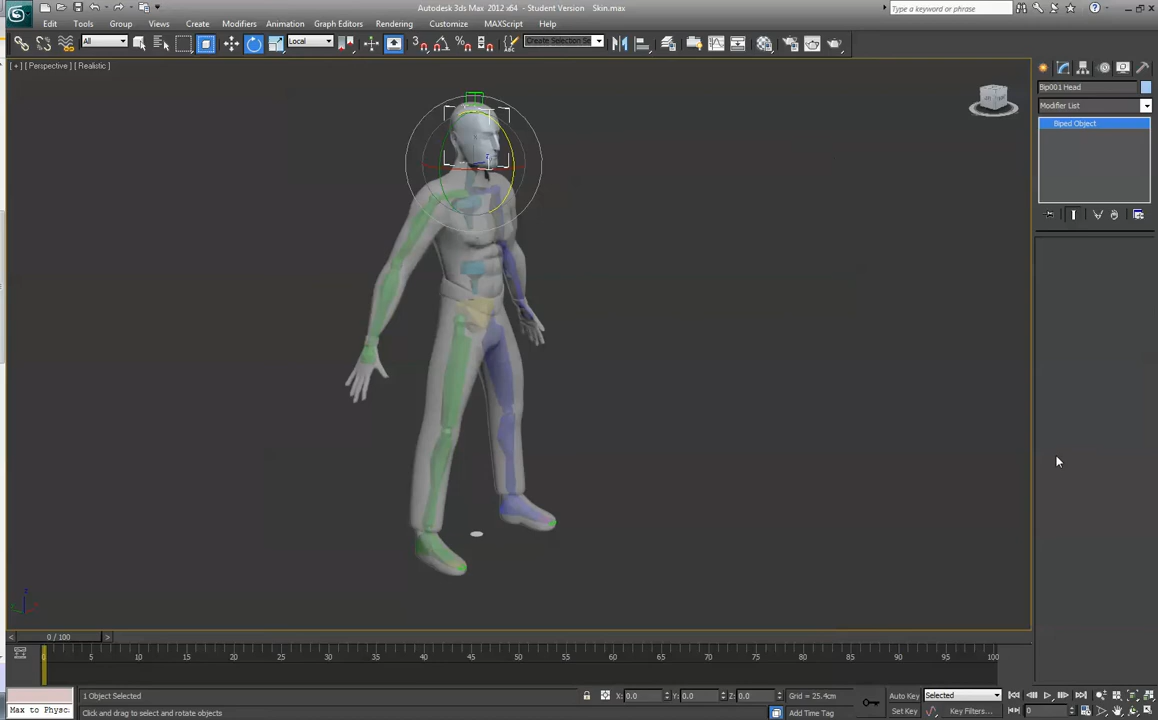 Autodesk 3ds Max 2012 x64 - Student Version Skin.max
Type a keyword or phrase
Edit Tools Group Views Create Modifiers Animation Graph Editors Rendering Customize MAXScript Help
All Local Create Selection Se
[ + ] [ Perspective ] [ Realistic ]
Bip001 Head
Modifier List
Biped Object
0 / 100
0 5 10 15 20 25 30 35 40 45 50 55 60 65 70 75 80 85 90 95 100
1 Object Selected X: 0.0 Y: 0.0 Z: 0.0 Grid = 25.4cm Auto Key Selected
Max to Physc Click and drag to select and rotate objects Add Time Tag Set Key Key Filters... 0